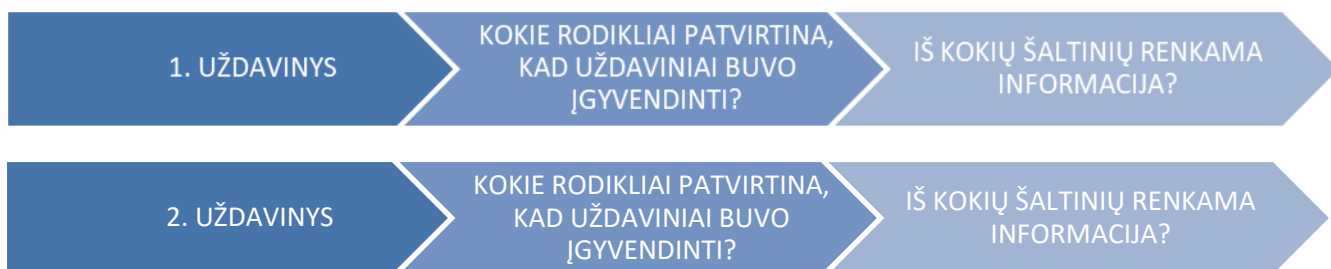 1. UŽDAVINYS
KOKIE RODIKLIAI PATVIRTINA,
KAD UŽDAVINIAI BUVO
ĮGYVENDINTI?
IŠ KOKIŲ ŠALTINIŲ RENKAMA
INFORMACIJA?
2. UŽDAVINYS
KOKIE RODIKLIAI PATVIRTINA,
KAD UŽDAVINIAI BUVO
ĮGYVENDINTI?
IŠ KOKIŲ ŠALTINIŲ RENKAMA
INFORMACIJA?